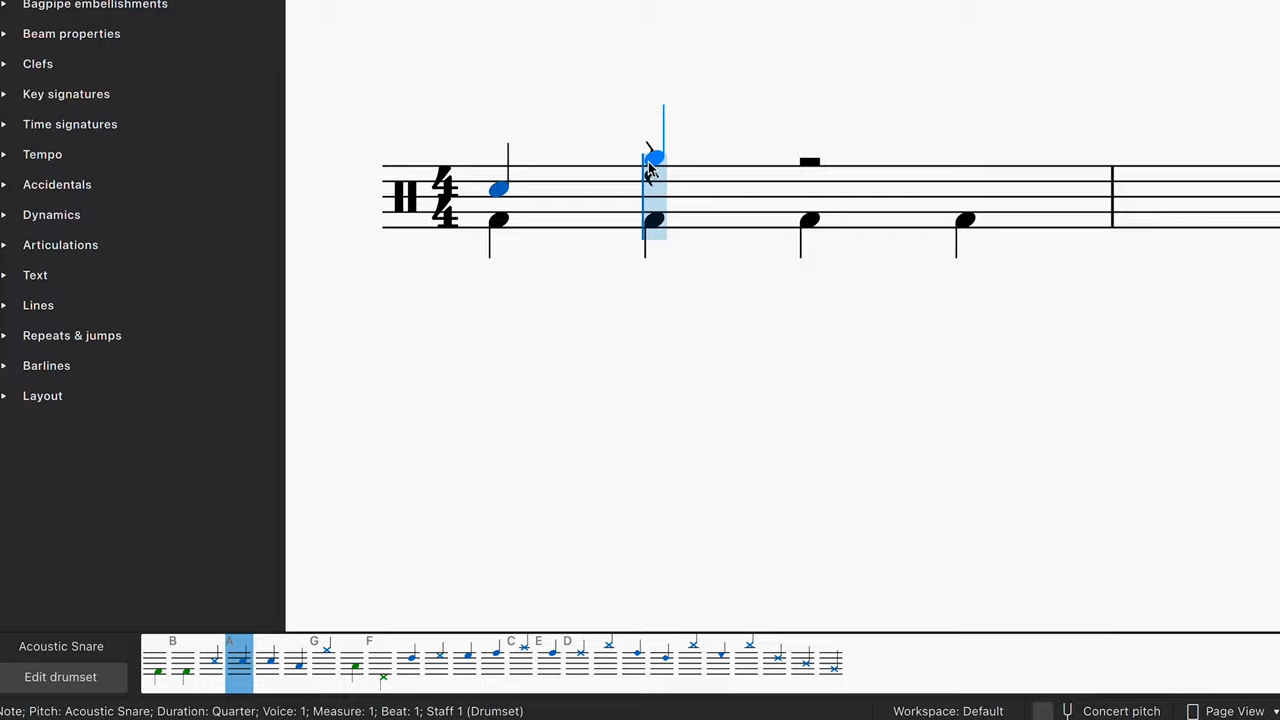 Bagpipe embellishments
Beam properties
Clefs
Key signatures
Time signatures
Tempo
Accidentals
Dynamics
Articulations
Text
Lines
Repeats & jumps
Barlines
Layout
4
4
Acoustic Snare
B A G F C E D
Edit drumset
Note; Pitch: Acoustic Snare; Duration: Quarter; Voice: 1; Measure: 1; Beat: 1; Staff 1 (Drumset)
Workspace: Default
Concert pitch
Page View